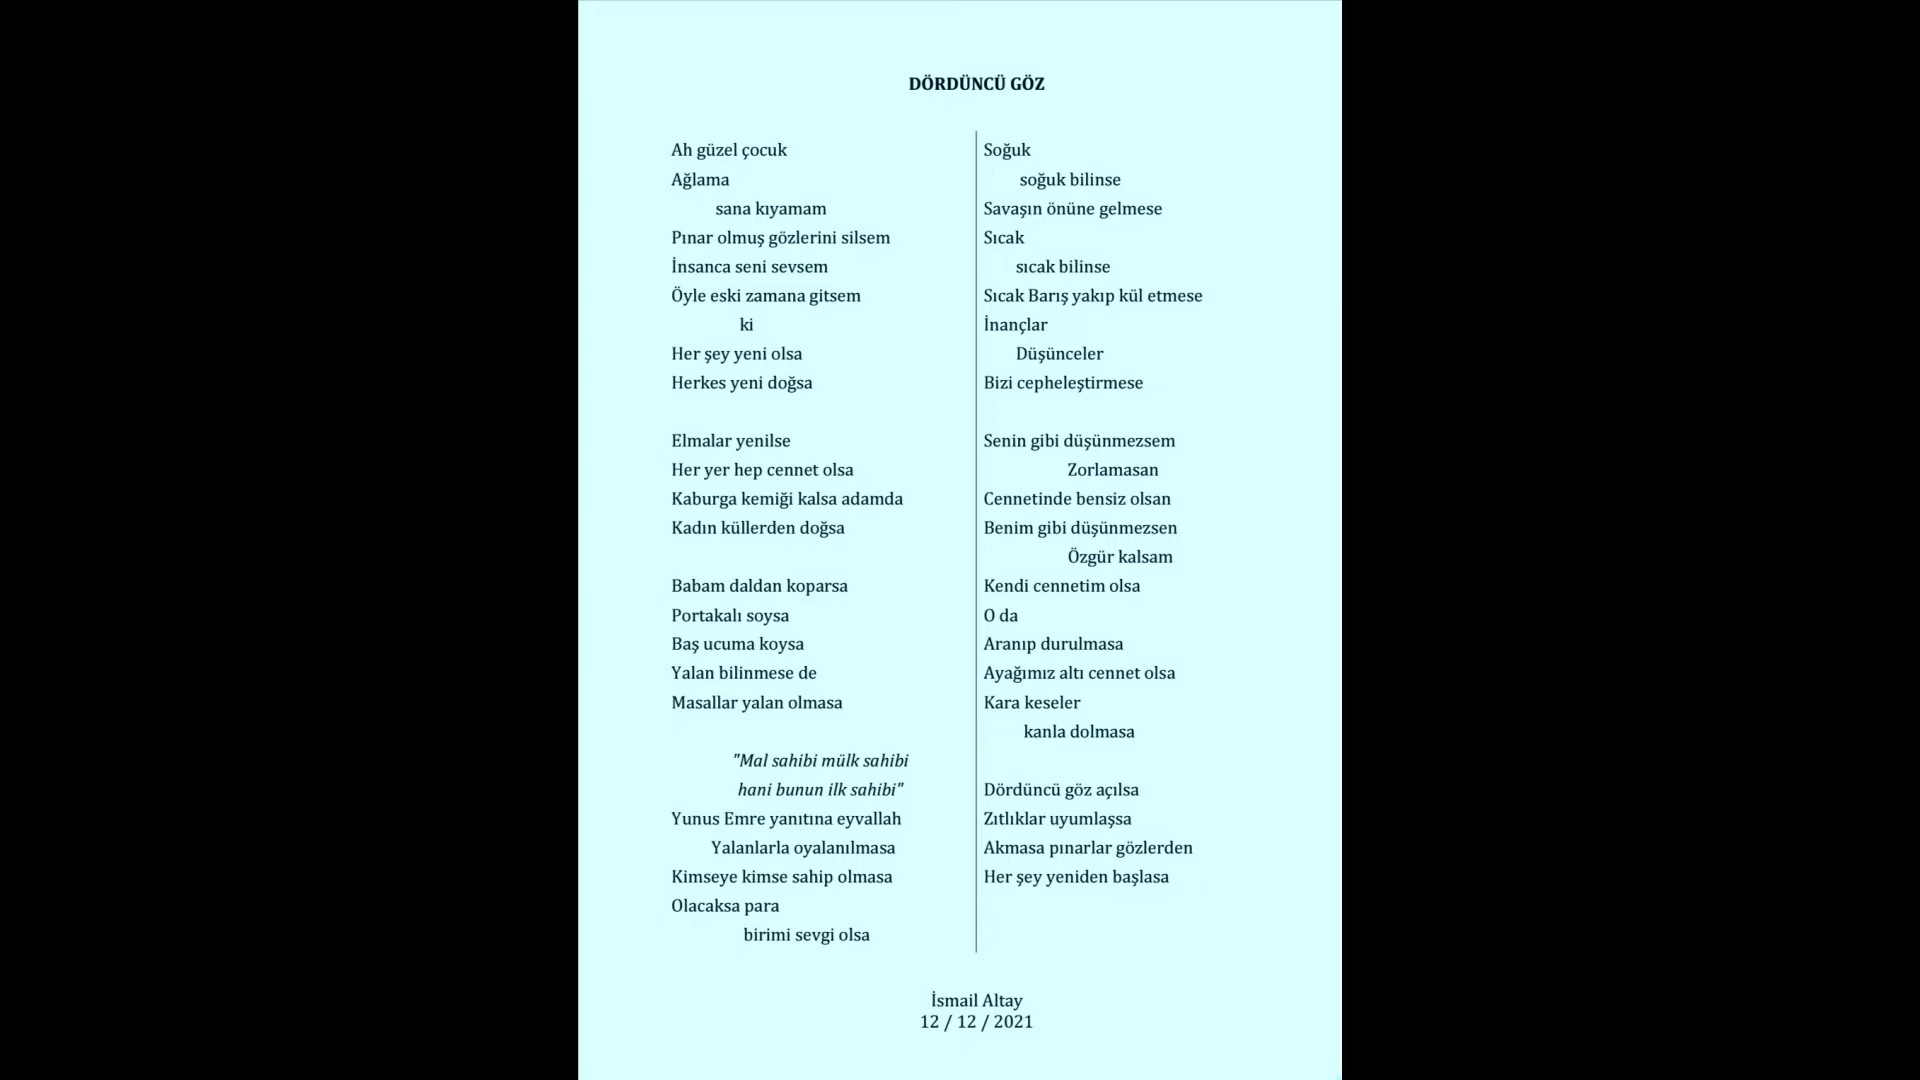 DÖRDÜNCÜ GÖZ
Ah güzel çocuk
Ağlama
sana kıyamam
Pınar olmuş gözlerini silsem
İnsanca seni sevsem
Öyle eski zamana gitsem
ki
Her şey yeni olsa
Herkes yeni doğsa
Elmalar yenilse
Her yer hep cennet olsa
Kaburga kemiği kalsa adamda
Kadın küllerden doğsa
Babam daldan koparsa
Portakalı soysa
Baş ucuma koysa
Yalan bilinmese de
Masallar yalan olmasa
"Mal sahibi mülk sahibi
hani bunun ilk sahibi"
Yunus Emre yanıtına eyvallah
Yalanlarla oyalanılmasa
Kimseye kimse sahip olmasa
Olacaksa para
birimi sevgi olsa
Soğuk
soğuk bilinse
Savaşın önüne gelmese
Sıcak
sıcak bilinse
Sıcak Barış yakıp kül etmese
İnançlar
Düşünceler
Bizi cepheleştirmese
Senin gibi düşünmezsem
Zorlamasan
Cennetinde bensiz olsan
Benim gibi düşünmezsen
Özgür kalsam
Kendi cennetim olsa
O da
Aranıp durulmasa
Ayağımız altı cennet olsa
Kara keseler
kanla dolmasa
Dördüncü göz açılsa
Zıtlıklar uyumlaşsa
Akmasa pınarlar gözlerden
Her şey yeniden başlasa
İsmail Altay
12 / 12 / 2021